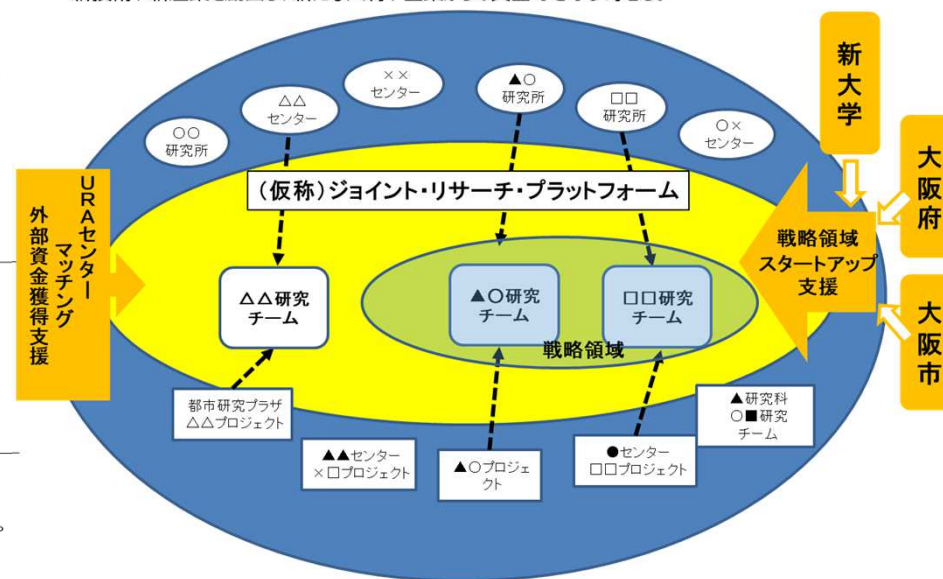 ××
センター
▲○
研究所
△△
センター
□□
研究所
○○
研究所
○×
センター
新大学
大阪府
大阪市
(仮称)ジョイント・リサーチ・プラットフォーム
URAセンター
マッチング
外部資金獲得支援
戦略領域
スタートアップ
支援
△△研究
チーム
▲○研究
チーム
□□研究
チーム
戦略領域
都市研究プラザ
△△プロジェクト
▲▲センター
×□プロジェクト
▲○プロジェ
クト
●センター
□□プロジェクト
▲研究科
○■研究
チーム
。